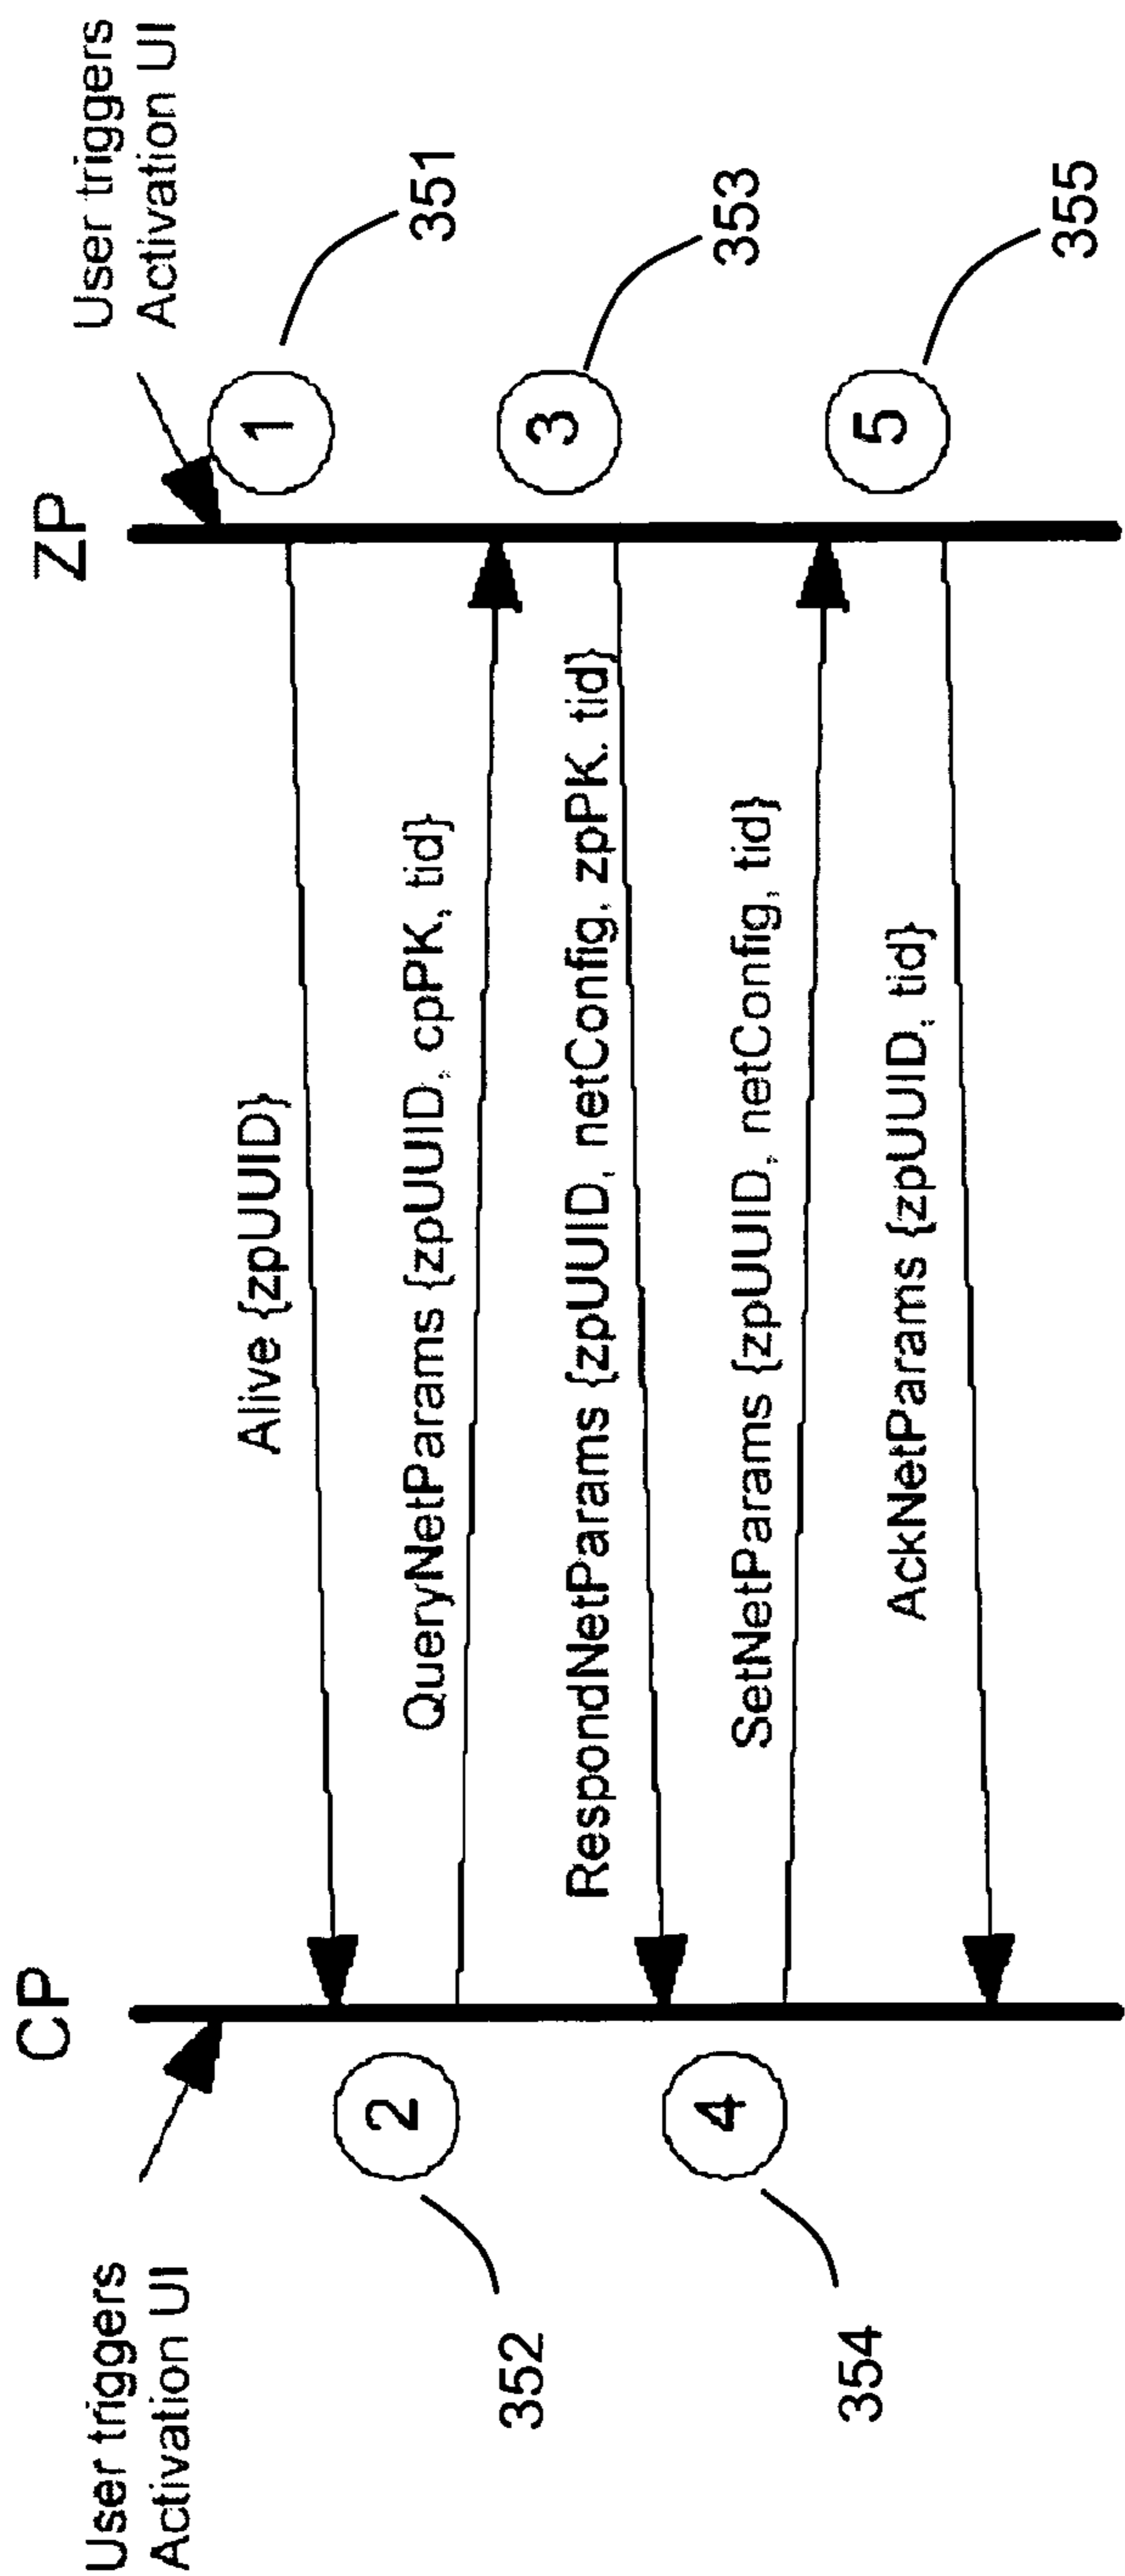 CP
ZP
User triggers
Activation UI
User triggers
Activation UI
1
351
Alive {zpUUID}
2
352
QueryNetParams {zpUUID, cpPK, tid}
3
353
RespondNetParams {zpUUID, netConfig, zpPK. tid}
4
354
SetNetParams {zpUUID, netConfig, tid}
5
355
AckNetParams {zpUUID, tid}